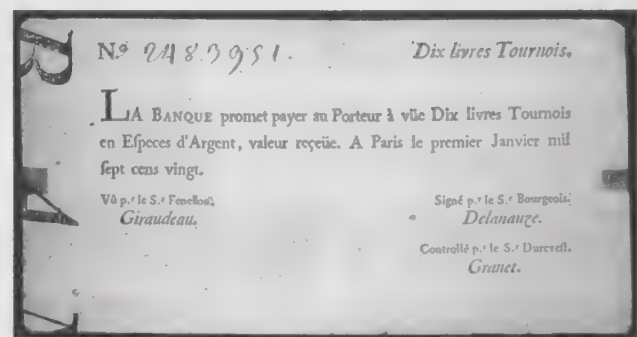 N.º 2483951. Dix livres Tournois.
LA BANQUE promet payer au Porteur à vüe Dix livres Tournois
en Eſpeces d'Argent, valeur reçeüe. A Paris le premier Janvier mil
ſept cens vingt.
Vû p.r le S.r Fenellon. Signé p.r le S.r Bourgeois.
Giraudeau. Delanauze.
Controllé p.r le S.r Dureveſt.
Granet.